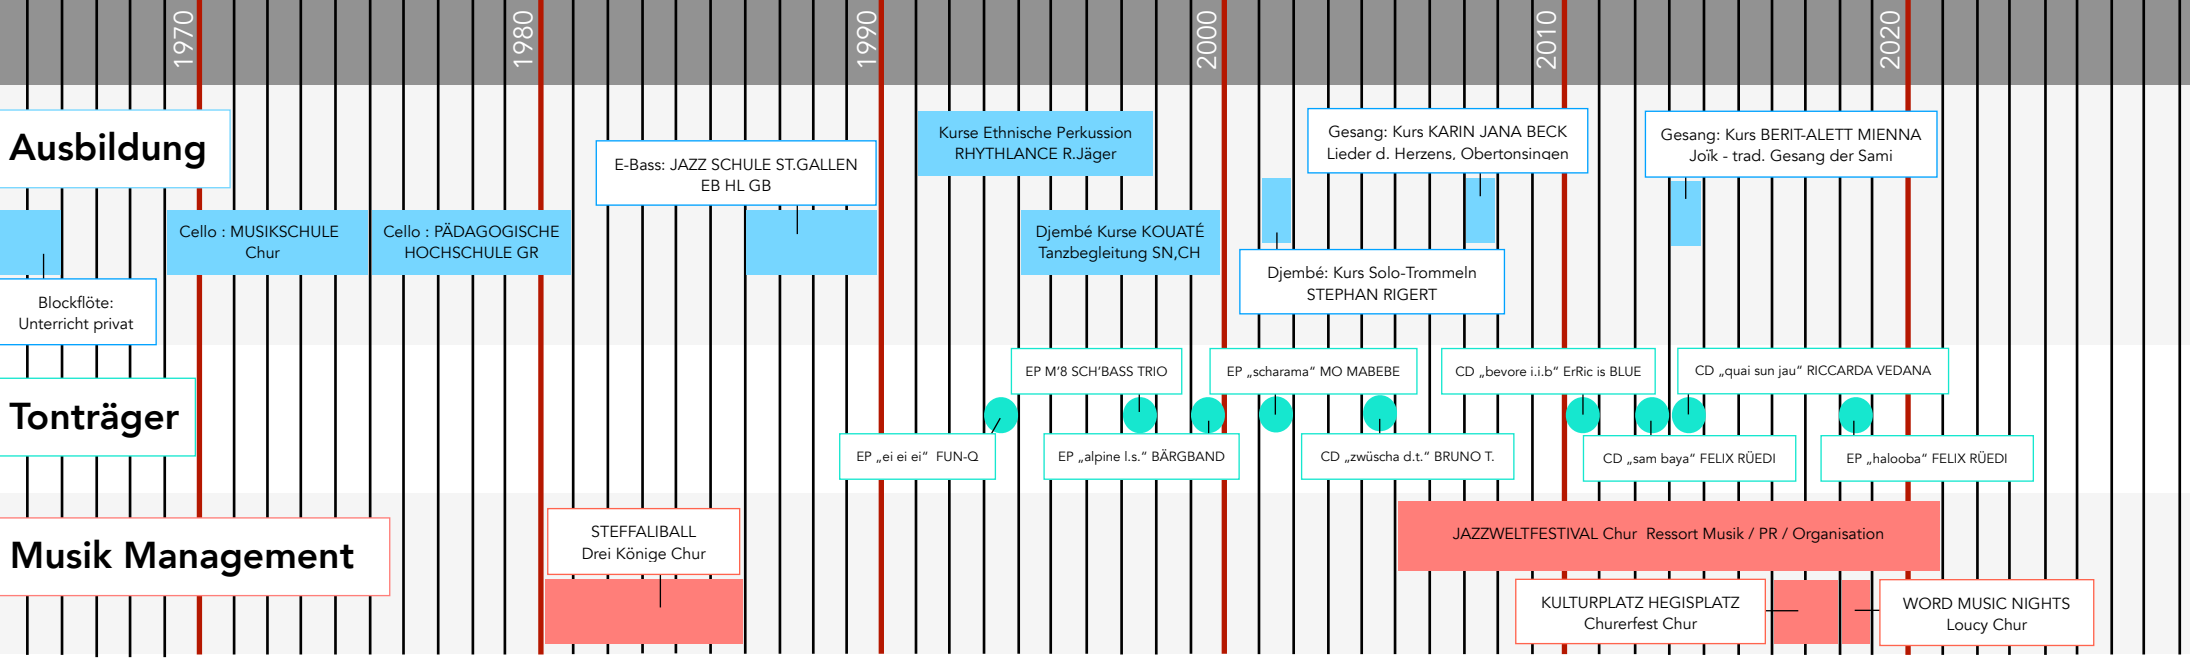 1970
1980
1990
2000
2010
2020
Ausbildung
Kurse Ethnische Perkussion
RHYTHLANCE R.Jäger
Gesang: Kurs KARIN JANA BECK
Lieder d. Herzens, Obertonsingen
Gesang: Kurs BERIT-ALETT MIENNA
Joïk - trad. Gesang der Sami
E-Bass: JAZZ SCHULE ST.GALLEN
EB HL GB
Cello : MUSIKSCHULE
Chur
Cello : PÄDAGOGISCHE
HOCHSCHULE GR
Djembé Kurse KOUATÉ
Tanzbegleitung SN,CH
Djembé: Kurs Solo-Trommeln
STEPHAN RIGERT
Blockflöte:
Unterricht privat
Tonträger
EP M'8 SCH'BASS TRIO
EP „scharama“ MO MABEBE
CD „bevore i.i.b“ ErRic is BLUE
CD „quai sun jau“ RICCARDA VEDANA
EP „ei ei ei“  FUN-Q
EP „alpine l.s.“ BÄRGBAND
CD „zwüscha d.t.“ BRUNO T.
CD „sam baya“ FELIX RÜEDI
EP „halooba“ FELIX RÜEDI
Musik Management
STEFFALIBALL
Drei Könige Chur
JAZZWELTFESTIVAL Chur  Ressort Musik / PR / Organisation
KULTURPLATZ HEGISPLATZ
Churerfest Chur
WORD MUSIC NIGHTS
Loucy Chur